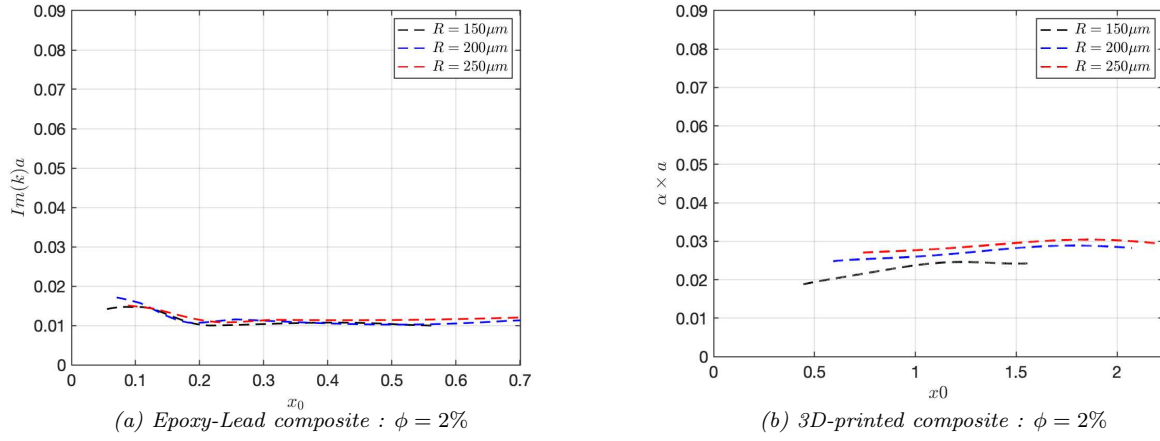 0.09
0.08
0.07
0.06
0.05
0.04
0.03
0.02
0.01
0
Im(k)a
0 0.1 0.2 0.3 0.4 0.5 0.6 0.7
x₀
R = 150μm
R = 200μm
R = 250μm
(a) Epoxy-Lead composite : ϕ = 2%
0.09
0.08
0.07
0.06
0.05
0.04
0.03
0.02
0.01
0
α × a
0 0.5 1 1.5 2
x0
R = 150μm
R = 200μm
R = 250μm
(b) 3D-printed composite : ϕ = 2%